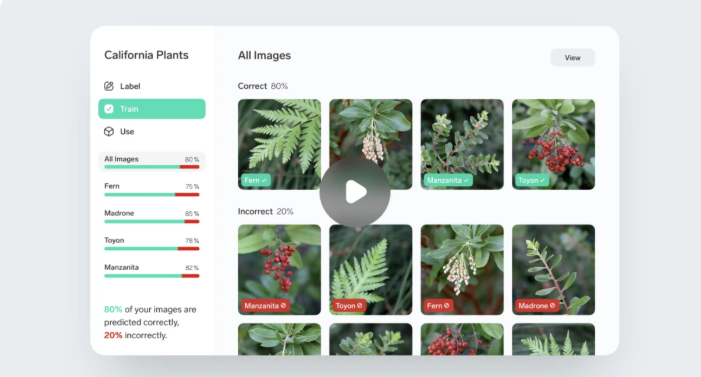 California Plants
Label
Train
Use
All Images 80%
Fern 75%
Madrone 85%
Toyon 78%
Manzanita 82%
80% of your images are
predicted correctly,
20% incorrectly.
All Images
View
Correct 80%
Fern ✓
Manzanita ✓
Toyon ✓
Incorrect 20%
Manzanita ⊘
Toyon ⊘
Fern ⊘
Madrone ⊘